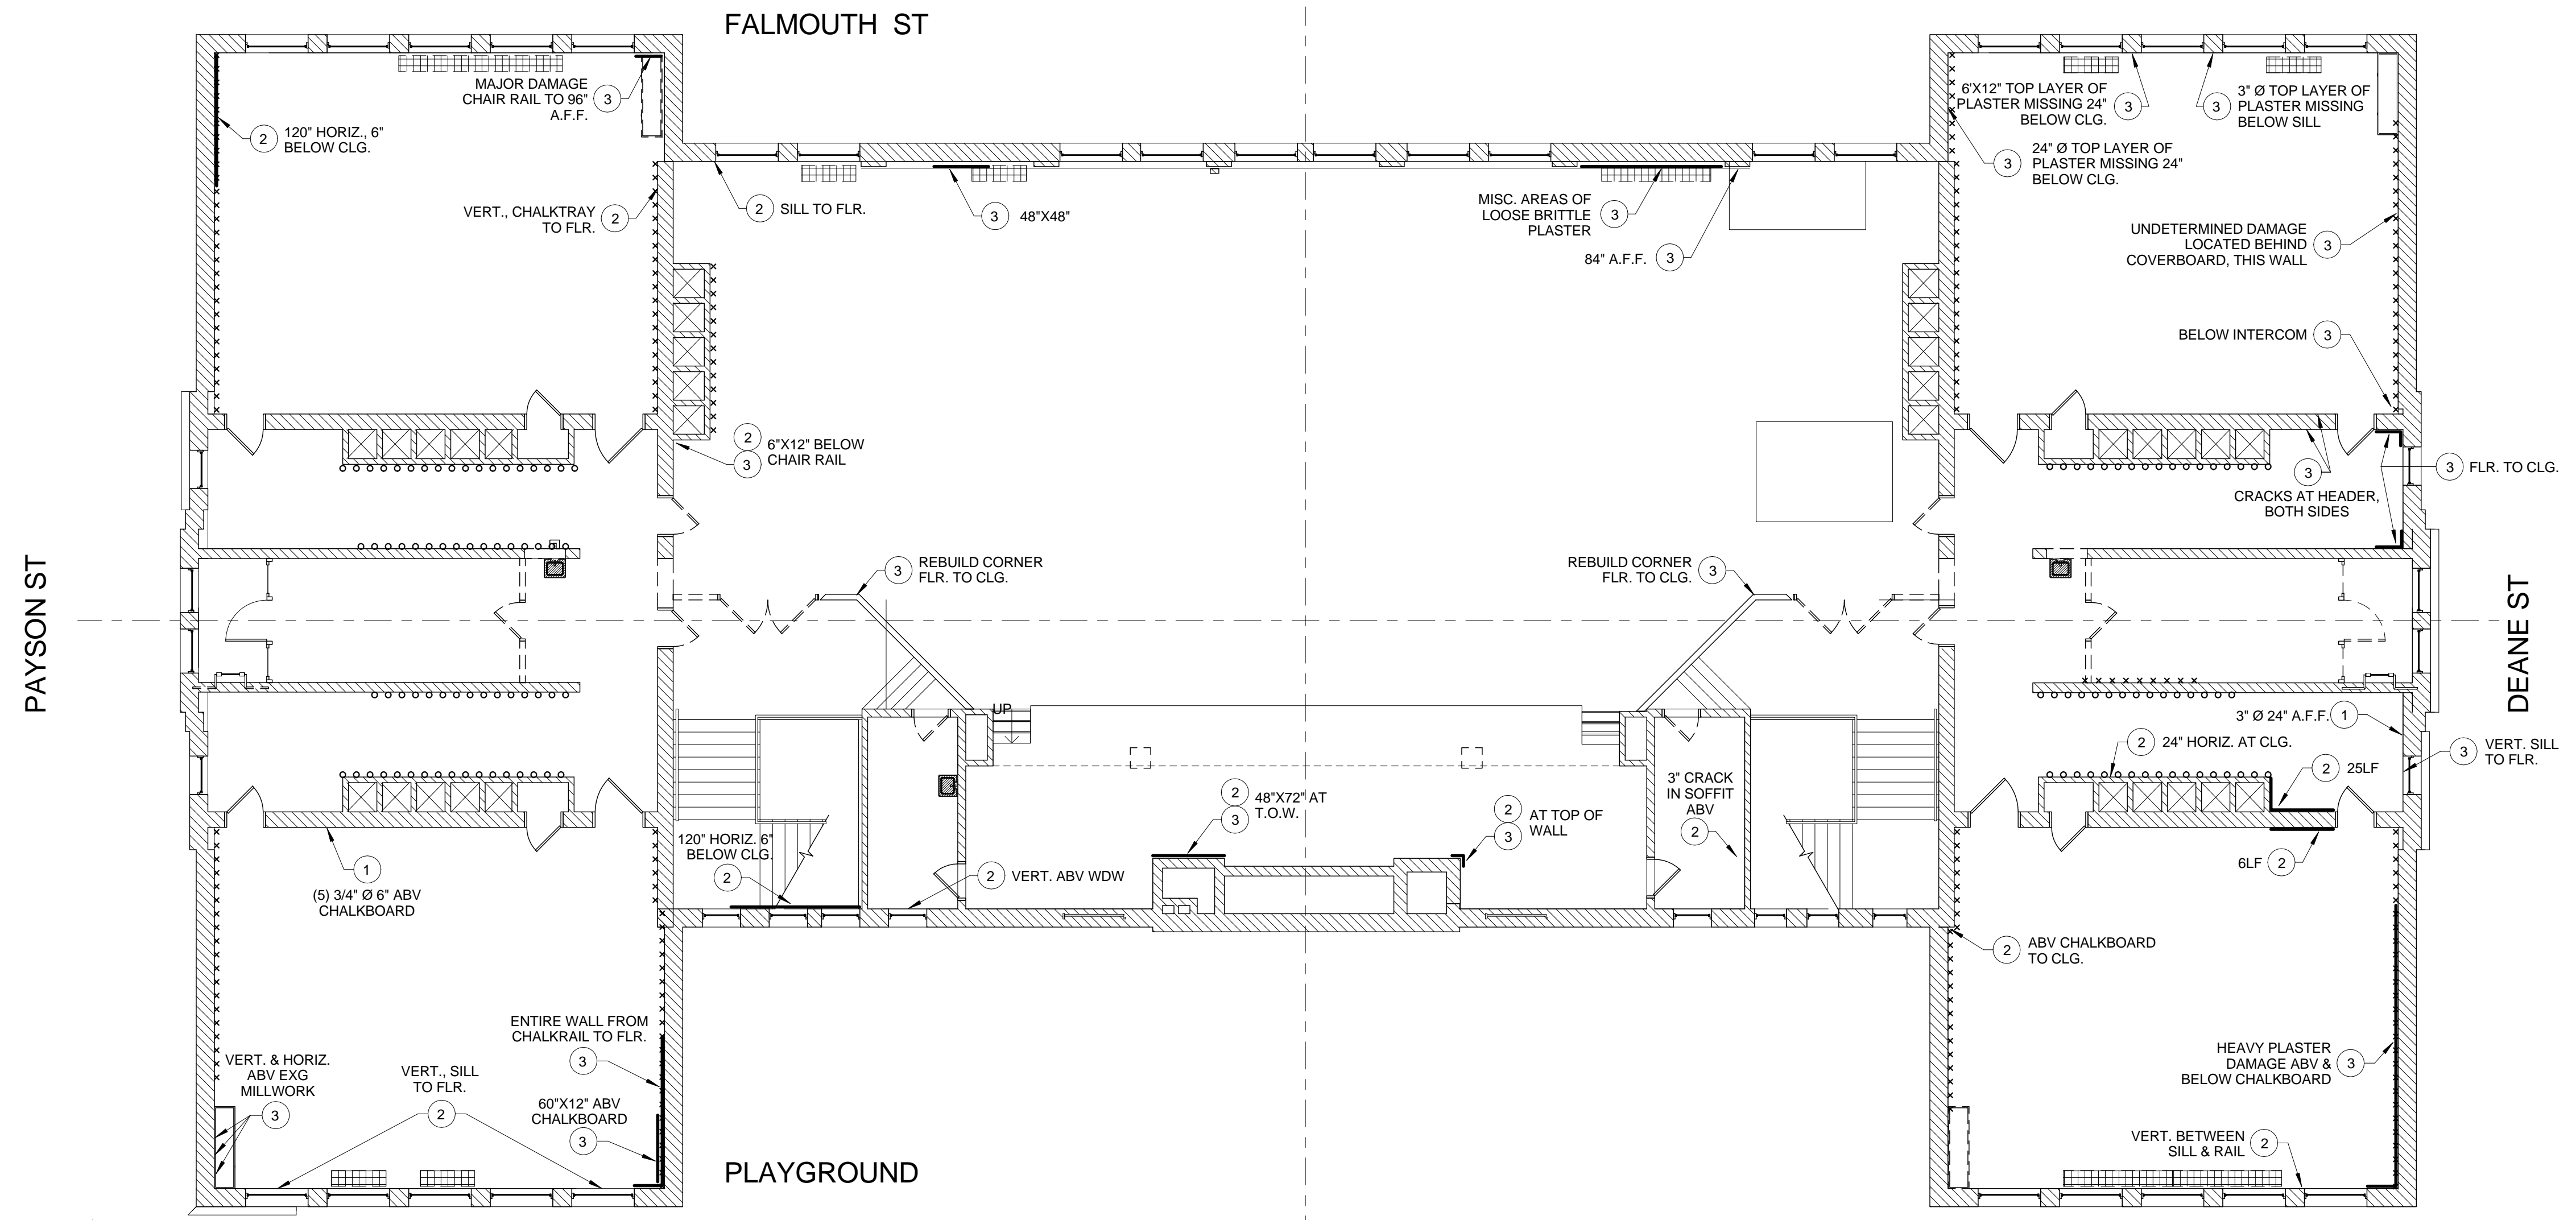 FALMOUTH ST
MAJOR DAMAGE
CHAIR RAIL TO 96"
A.F.F.
3
2
120" HORIZ., 6"
BELOW CLG.
VERT., CHALKTRAY
TO FLR.
2
2
SILL TO FLR.
3
48"X48"
MISC. AREAS OF
LOOSE BRITTLE
PLASTER
3
84" A.F.F.
3
6'X12" TOP LAYER OF
PLASTER MISSING 24"
BELOW CLG.
3
3
3" Ø TOP LAYER OF
PLASTER MISSING
BELOW SILL
3
24" Ø TOP LAYER OF
PLASTER MISSING 24"
BELOW CLG.
UNDETERMINED DAMAGE
LOCATED BEHIND
COVERBOARD, THIS WALL
3
BELOW INTERCOM
3
2
3
6"X12" BELOW
CHAIR RAIL
3
CRACKS AT HEADER,
BOTH SIDES
3
FLR. TO CLG.
3
REBUILD CORNER
FLR. TO CLG.
REBUILD CORNER
FLR. TO CLG.
3
PAYSON ST
DEANE ST
UP
3" Ø 24" A.F.F.
1
2
24" HORIZ. AT CLG.
3
VERT. SILL
TO FLR.
2
25LF
2
3
48"X72" AT
T.O.W.
2
3
AT TOP OF
WALL
3" CRACK
IN SOFFIT
ABV
2
120" HORIZ. 6"
BELOW CLG.
2
2
VERT. ABV WDW
6LF
2
1
(5) 3/4" Ø 6" ABV
CHALKBOARD
2
ABV CHALKBOARD
TO CLG.
ENTIRE WALL FROM
CHALKRAIL TO FLR.
3
VERT. & HORIZ.
ABV EXG
MILLWORK
3
VERT., SILL
TO FLR.
2
60"X12" ABV
CHALKBOARD
3
HEAVY PLASTER
DAMAGE ABV &
BELOW CHALKBOARD
3
VERT. BETWEEN
SILL & RAIL
2
PLAYGROUND